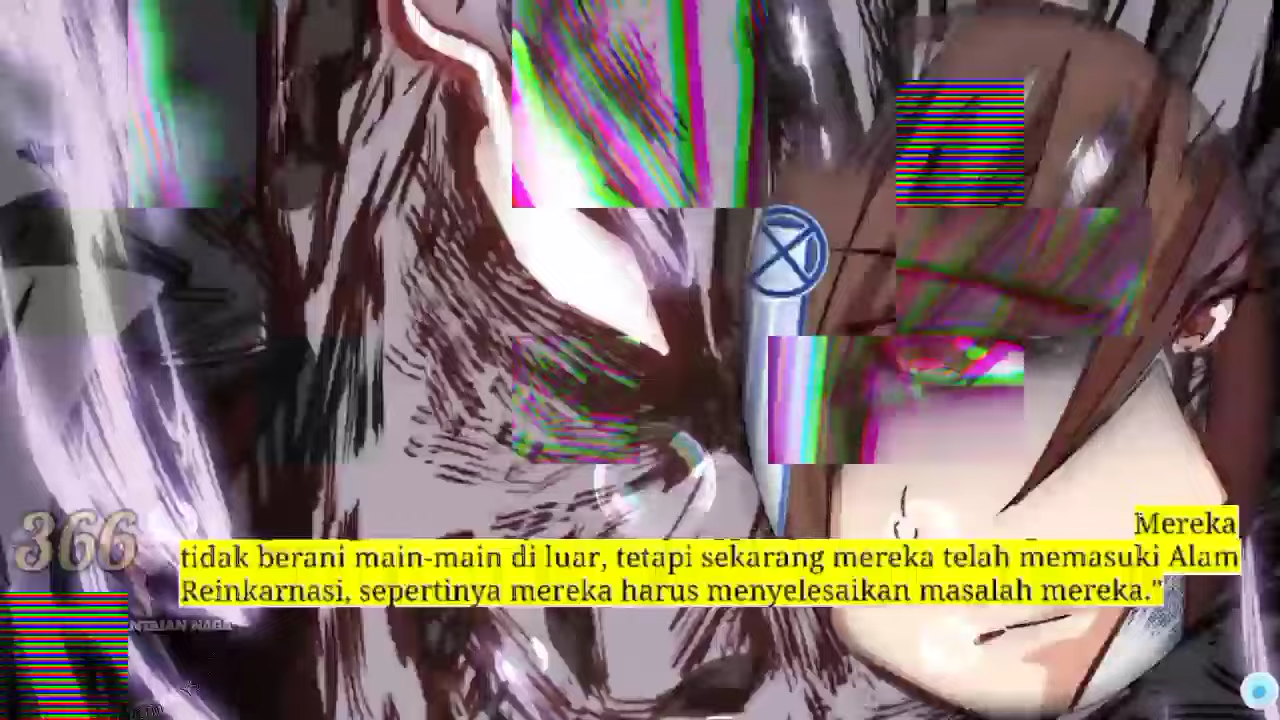 366
Mereka
tidak berani main-main di luar, tetapi sekarang mereka telah memasuki Alam
Reinkarnasi, sepertinya mereka harus menyelesaikan masalah mereka."